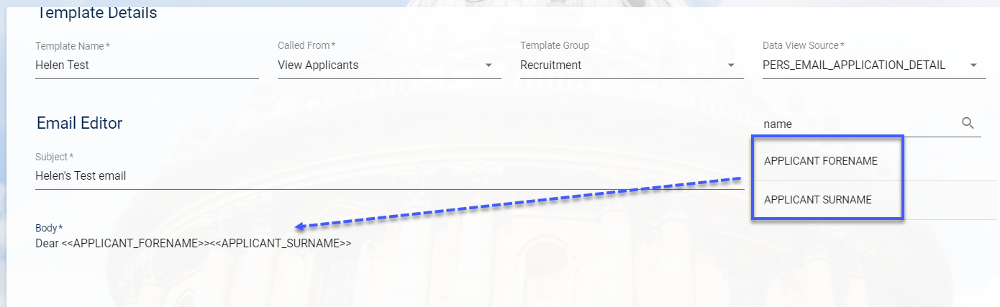 Template Details
Template Name *
Called From *
Template Group
Data View Source *
Helen Test
View Applicants
Recruitment
PERS_EMAIL_APPLICATION_DETAIL
Email Editor
name
Subject *
APPLICANT FORENAME
Helen's Test email
APPLICANT SURNAME
Body *
Dear <<APPLICANT_FORENAME>><<APPLICANT_SURNAME>>